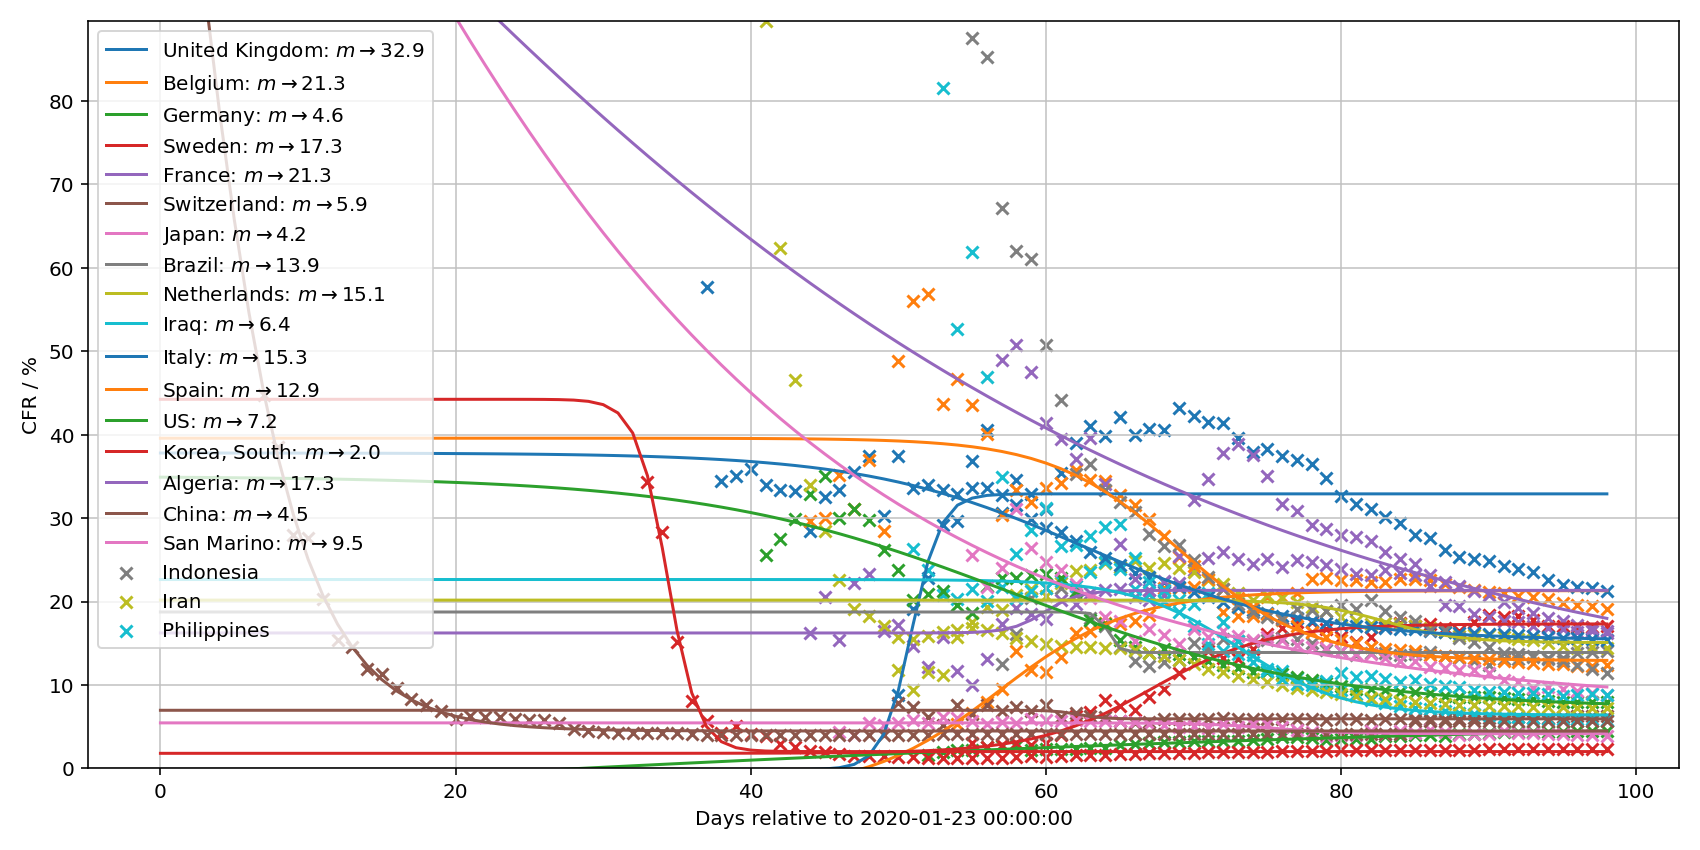 CFR / %
80
70
60
50
40
30
20
10
0
United Kingdom: m→32.9
Belgium: m→21.3
Germany: m→4.6
Sweden: m→17.3
France: m→21.3
Switzerland: m→5.9
Japan: m→4.2
Brazil: m→13.9
Netherlands: m→15.1
Iraq: m→6.4
Italy: m→15.3
Spain: m→12.9
US: m→7.2
Korea, South: m→2.0
Algeria: m→17.3
China: m→4.5
San Marino: m→9.5
Indonesia
Iran
Philippines
0 20 40 60 80 100
Days relative to 2020-01-23 00:00:00